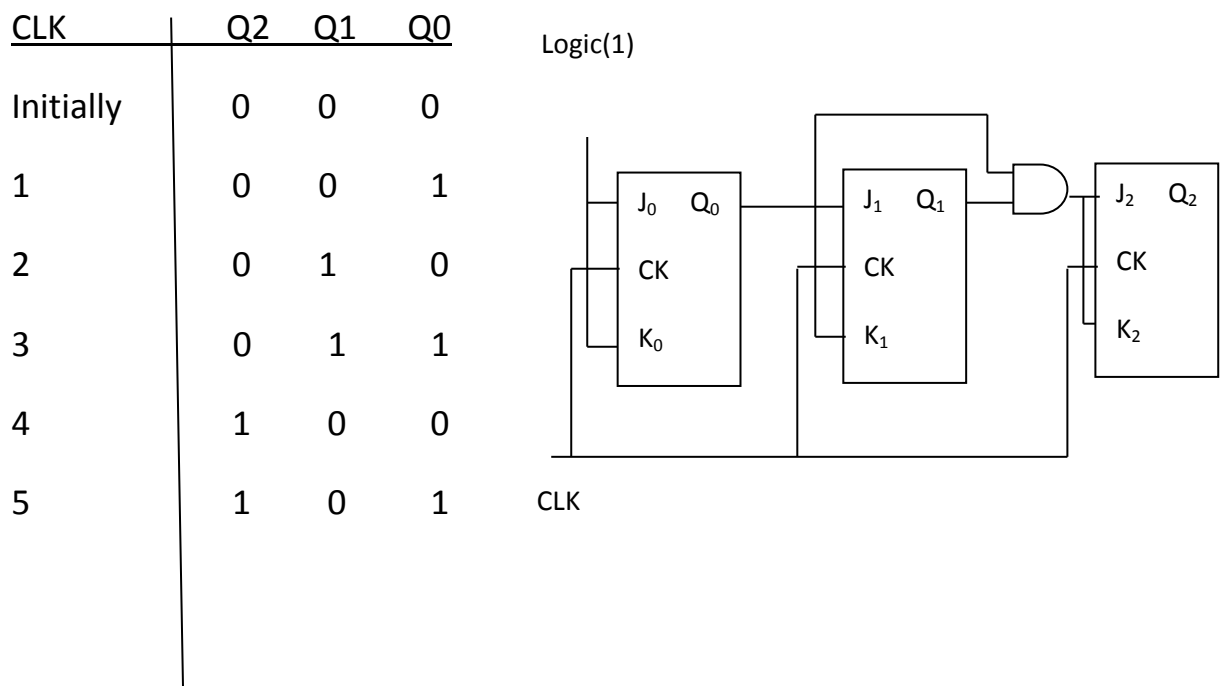 CLK Q2 Q1 Q0
Initially 0 0 0
1 0 0 1
2 0 1 0
3 0 1 1
4 1 0 0
5 1 0 1
Logic(1)
J₀ Q₀
CK
K₀
J₁ Q₁
CK
K₁
J₂ Q₂
CK
K₂
CLK